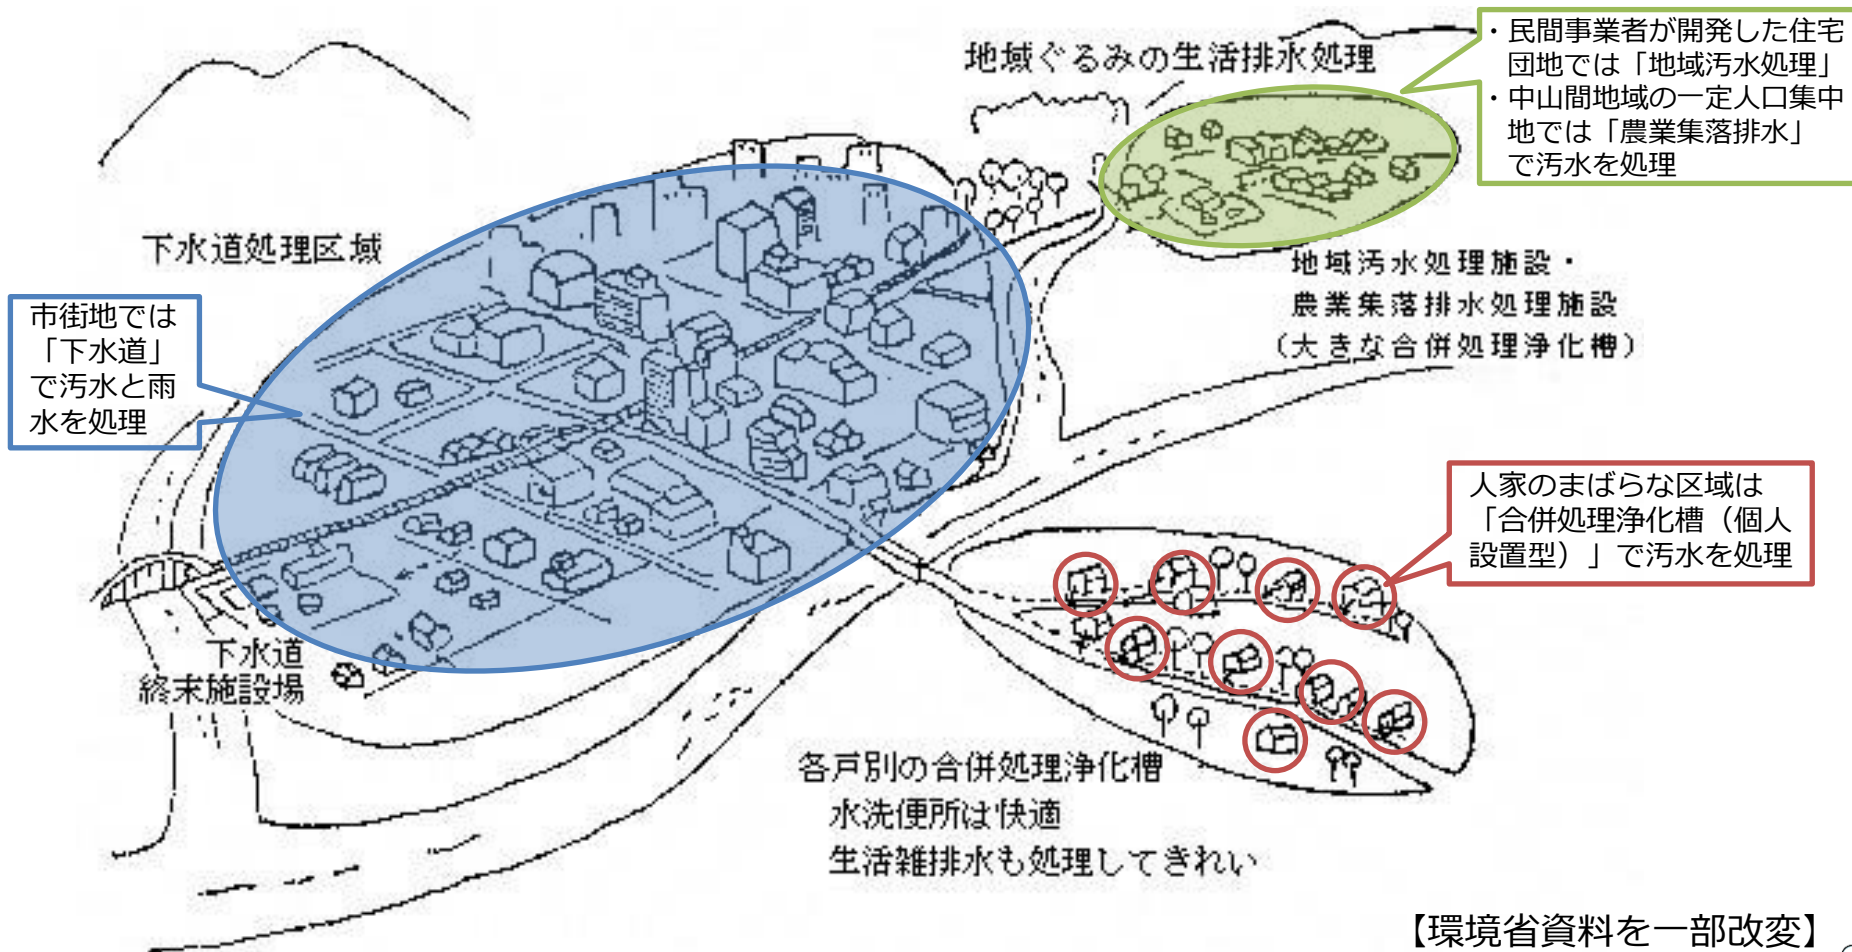 地域ぐるみの生活排水処理
・民間事業者が開発した住宅
団地では「地域汚水処理」
・中山間地域の一定人口集中
地では「農業集落排水」
で汚水を処理
下水道処理区域
地域汚水処理施設・
農業集落排水処理施設
（大きな合併処理浄化槽）
市街地では
「下水道」
で汚水と雨
水を処理
人家のまばらな区域は
「合併処理浄化槽（個人
設置型）」で汚水を処理
下水道
終末施設場
各戸別の合併処理浄化槽
水洗便所は快適
生活雑排水も処理してきれい
【環境省資料を一部改変】